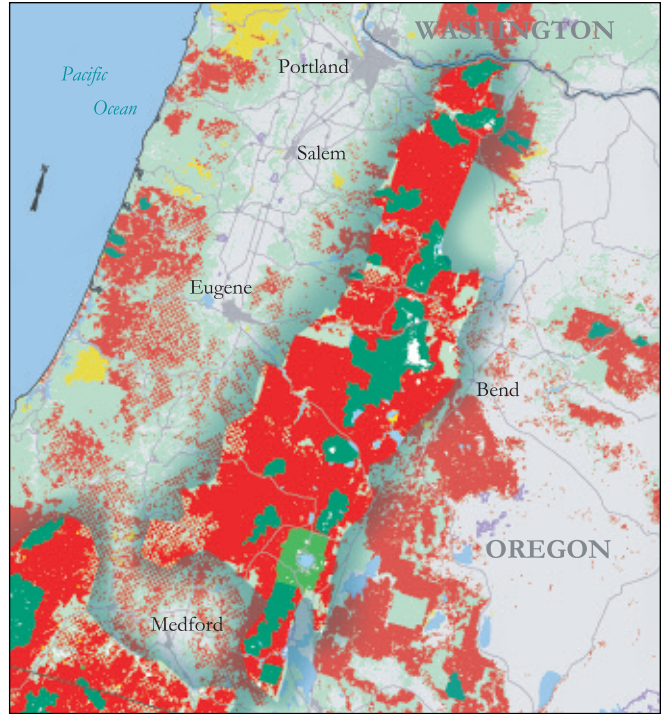 WASHINGTON
Portland
Pacific
Ocean
Salem
Eugene
Bend
OREGON
Medford